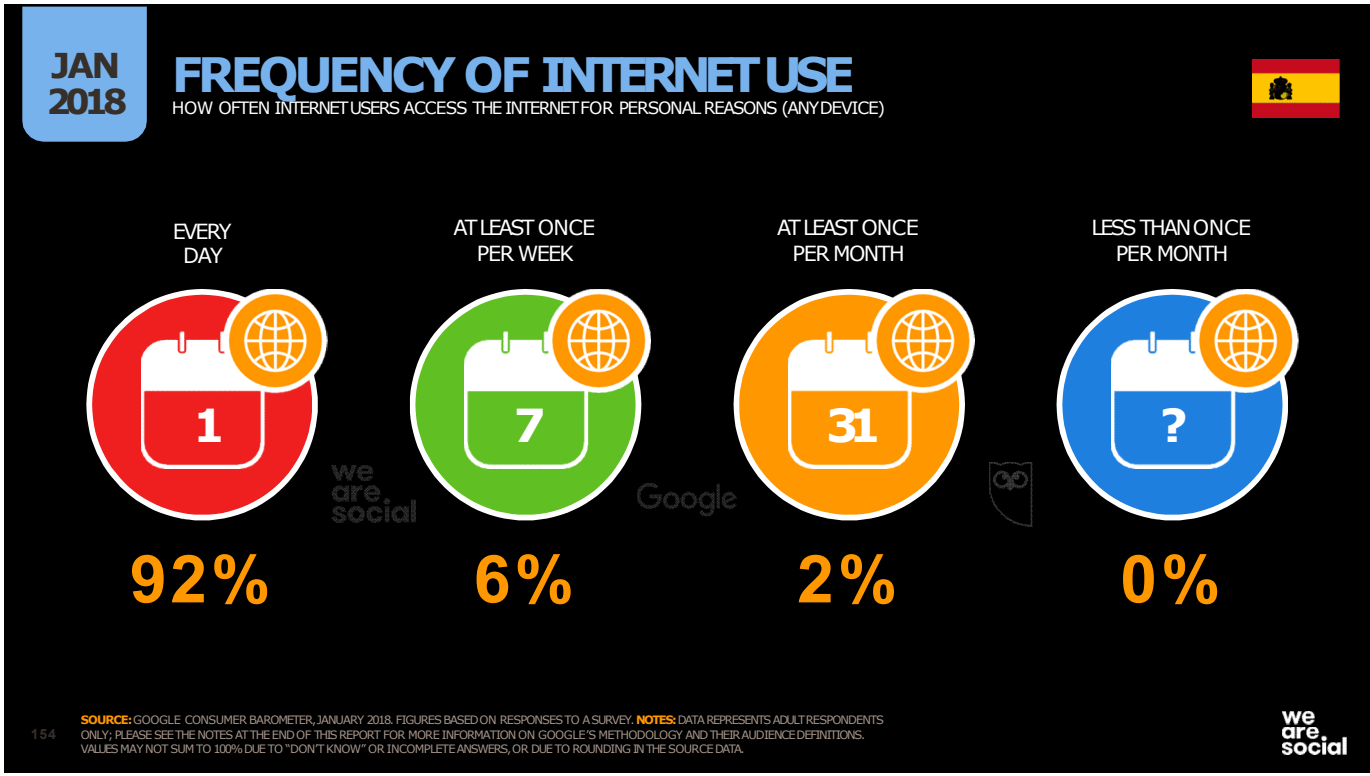 JAN
2018
FREQUENCY OF INTERNET USE
HOW OFTEN INTERNET USERS ACCESS THE INTERNET FOR PERSONAL REASONS (ANY DEVICE)
EVERY
DAY
AT LEAST ONCE
PER WEEK
AT LEAST ONCE
PER MONTH
LESS THAN ONCE
PER MONTH
1
7
31
?
we
are
social
Google
92%
6%
2%
0%
154
SOURCE: GOOGLE CONSUMER BAROMETER, JANUARY 2018. FIGURES BASED ON RESPONSES TO A SURVEY. NOTES: DATA REPRESENTS ADULT RESPONDENTS
ONLY; PLEASE SEE THE NOTES AT THE END OF THIS REPORT FOR MORE INFORMATION ON GOOGLE'S METHODOLOGY AND THEIR AUDIENCE DEFINITIONS.
VALUES MAY NOT SUM TO 100% DUE TO "DON'T KNOW" OR INCOMPLETE ANSWERS, OR DUE TO ROUNDING IN THE SOURCE DATA.
we
are
social